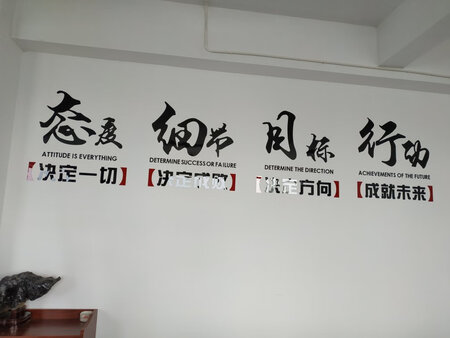 态度
ATTITUDE IS EVERYTHING
【决定一切】
细节
DETERMINE SUCCESS OR FAILURE
【决定成败】
目标
DETERMINE THE DIRECTION
【决定方向】
行动
ACHIEVEMENTS OF THE FUTURE
【成就未来】